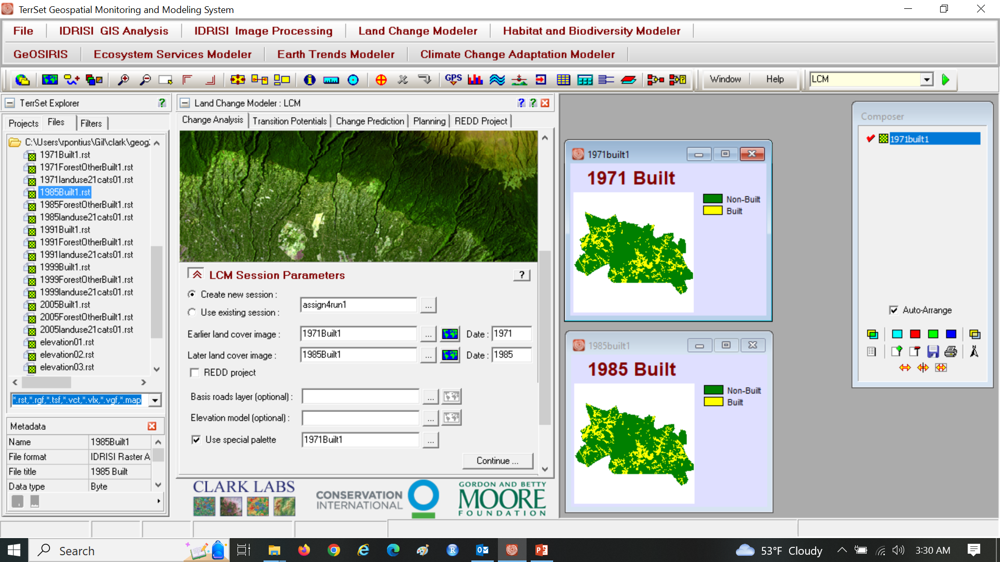 TerrSet Geospatial Monitoring and Modeling System
File IDRISI GIS Analysis IDRISI Image Processing Land Change Modeler Habitat and Biodiversity Modeler
GeOSIRIS Ecosystem Services Modeler Earth Trends Modeler Climate Change Adaptation Modeler
GPS Window Help LCM
TerrSet Explorer ?
Projects Files Filters
C:\Users\rpontius\Gil\clark\geog
1971Built1.rst
1971ForestOtherBuilt1.rst
1971landuse21cats01.rst
1985Built1.rst
1985ForestOtherBuilt1.rst
1985landuse21cats01.rst
1991Built1.rst
1991ForestOtherBuilt1.rst
1991landuse21cats01.rst
1999Built1.rst
1999ForestOtherBuilt1.rst
1999landuse21cats01.rst
2005Built1.rst
2005ForestOtherBuilt1.rst
2005landuse21cats01.rst
elevation01.rst
elevation02.rst
elevation03.rst
*.rst,*.rgf,*.tsf,*.vct,*.vlx,*.vgf,*.map
Metadata
Name 1985Built1
File format IDRISI Raster A
File title 1985 Built
Data type Byte
Land Change Modeler : LCM ? ?
Change Analysis Transition Potentials Change Prediction Planning REDD Project
LCM Session Parameters ?
Create new session :
assign4run1 ...
Use existing session :
Earlier land cover image : 1971Built1 ... Date : 1971
Later land cover image : 1985Built1 ... Date : 1985
REDD project
Basis roads layer (optional) : ...
Elevation model (optional) : ...
Use special palette 1971Built1 ...
Continue ...
CLARK LABS
CONSERVATION
INTERNATIONAL
GORDON AND BETTY
MOORE
FOUNDATION
1971built1
1971 Built
Non-Built
Built
1985built1
1985 Built
Non-Built
Built
Composer
1971built1
Auto-Arrange
Search
53°F Cloudy 3:30 AM